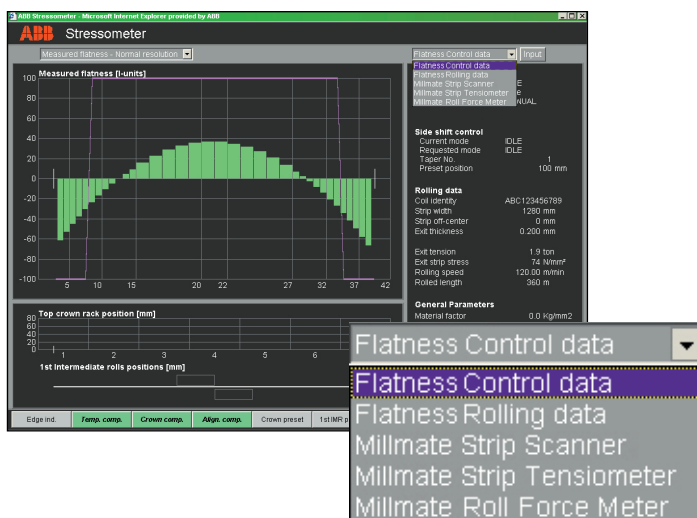 ABB Stressometer - Microsoft Internet Explorer provided by ABB
ABB Stressometer
Measured flatness - Normal resolution
Flatness Control data
Input
Flatness Control data
Flatness Rolling data
Millmate Strip Scanner
Millmate Strip Tensiometer
Millmate Roll Force Meter
Measured flatness [I-units]
100
80
60
40
20
0
-20
-40
-60
-80
-100
5 10 15 20 22 27 32 37 42
Side shift control
Current mode IDLE
Requested mode IDLE
Taper No. 1
Preset position 100 mm
Rolling data
Coil identity ABC123456789
Strip width 1280 mm
Strip off-center 0 mm
Exit thickness 0.200 mm
Exit tension 1.9 ton
Exit strip stress 74 N/mm²
Rolling speed 120.00 m/min
Rolled length 360 m
General Parameters
Material factor 0.0 Kg/mm2
Top crown rack position [mm]
80
60
40
20
0
1 2 3 4 5 6
1st Intermediate rolls positions [mm]
Edge ind. Temp. comp. Crown comp. Align. comp. Crown preset 1st IMR p
Flatness Control data
Flatness Control data
Flatness Rolling data
Millmate Strip Scanner
Millmate Strip Tensiometer
Millmate Roll Force Meter